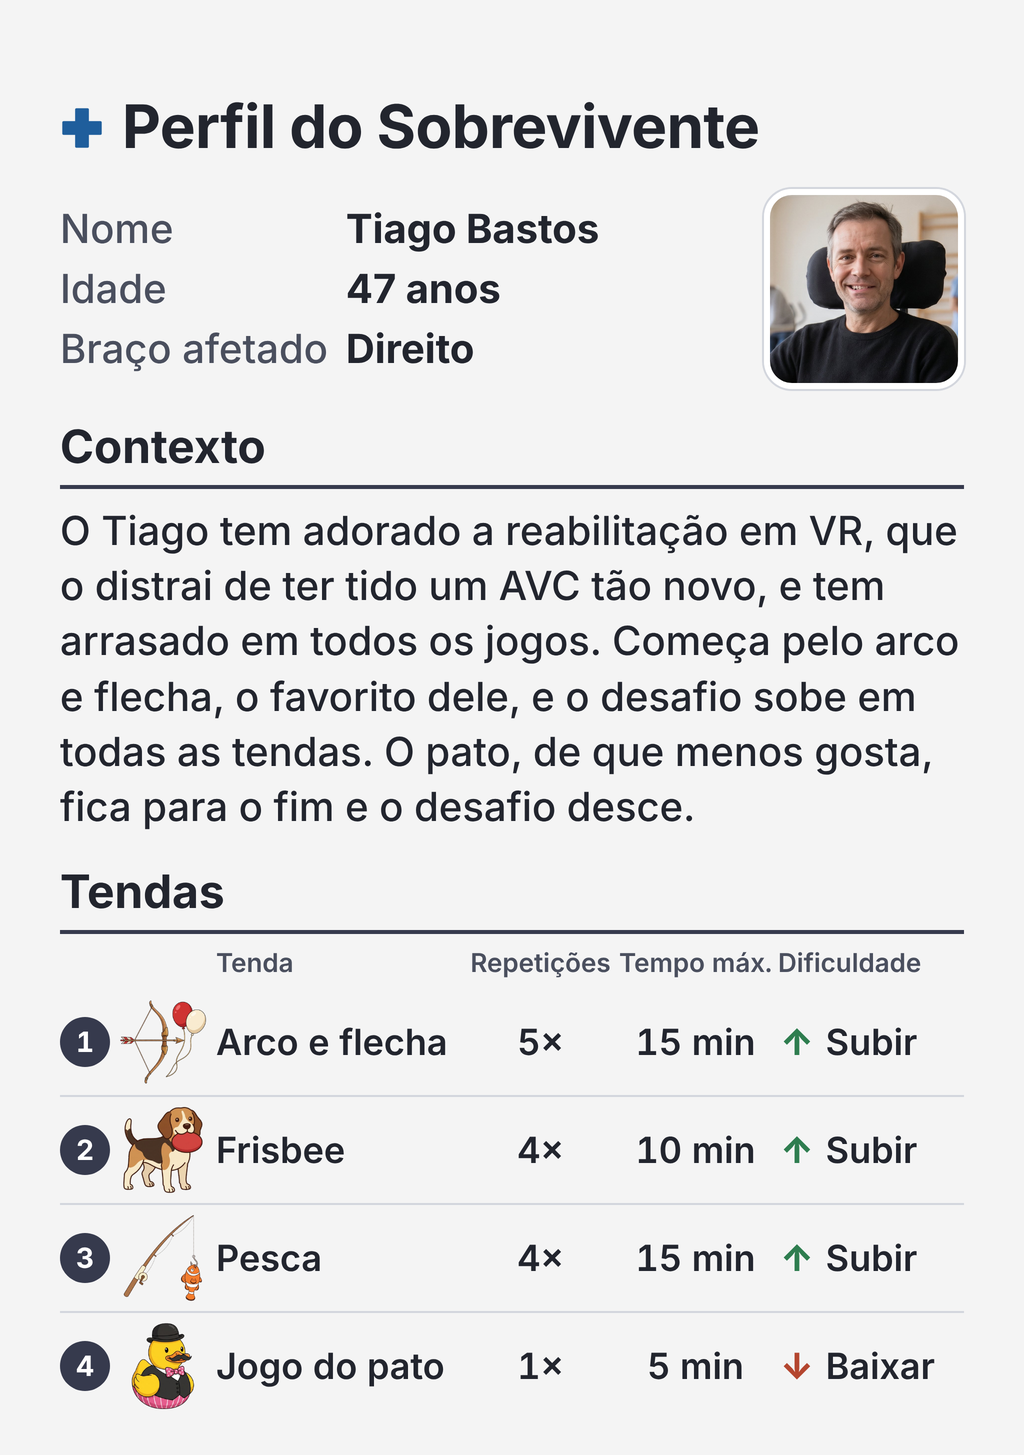 Perfil do Sobrevivente
Nome Tiago Bastos
Idade 47 anos
Braço afetado Direito
Contexto
O Tiago tem adorado a reabilitação em VR, que
o distrai de ter tido um AVC tão novo, e tem
arrasado em todos os jogos. Começa pelo arco
e flecha, o favorito dele, e o desafio sobe em
todas as tendas. O pato, de que menos gosta,
fica para o fim e o desafio desce.
Tendas
Tenda Repetições Tempo máx. Dificuldade
1 Arco e flecha 5× 15 min ↑ Subir
2 Frisbee 4× 10 min ↑ Subir
3 Pesca 4× 15 min ↑ Subir
4 Jogo do pato 1× 5 min ↓ Baixar